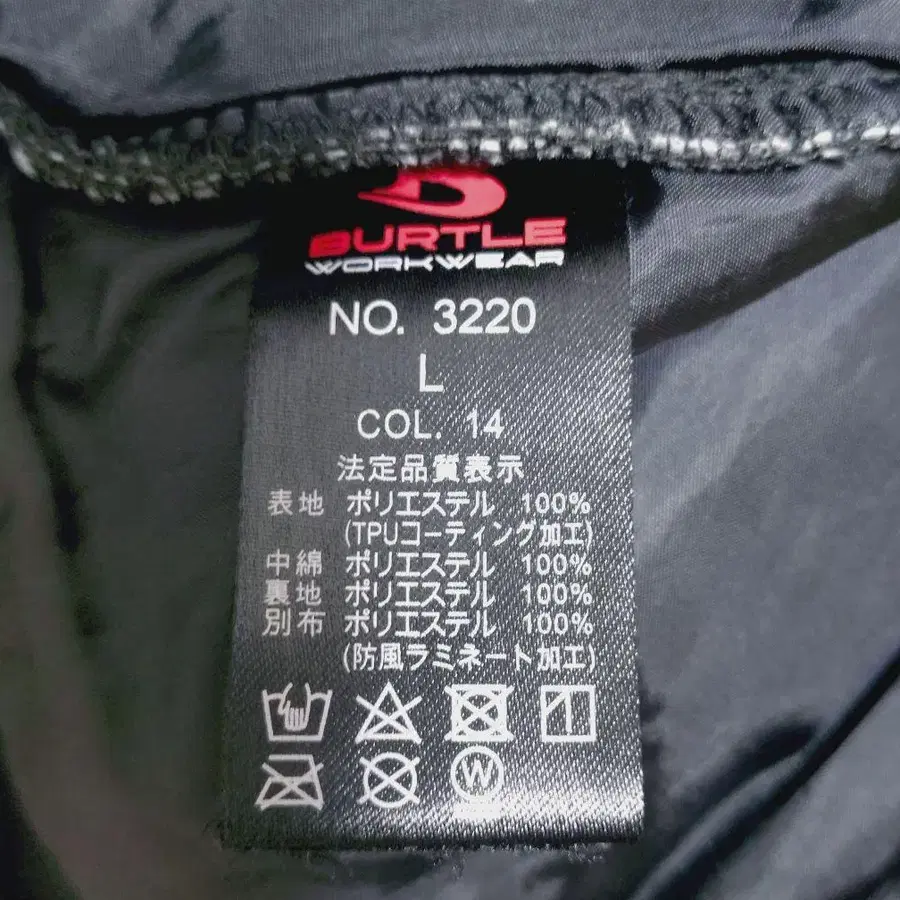 BURTLE
WORKWEAR
NO. 3220
L
COL. 14
法定品質表示
表地 ポリエステル 100%
(TPUコーティング加工)
中綿 ポリエステル 100%
裏地 ポリエステル 100%
別布 ポリエステル 100%
(防風ラミネート加工)
W